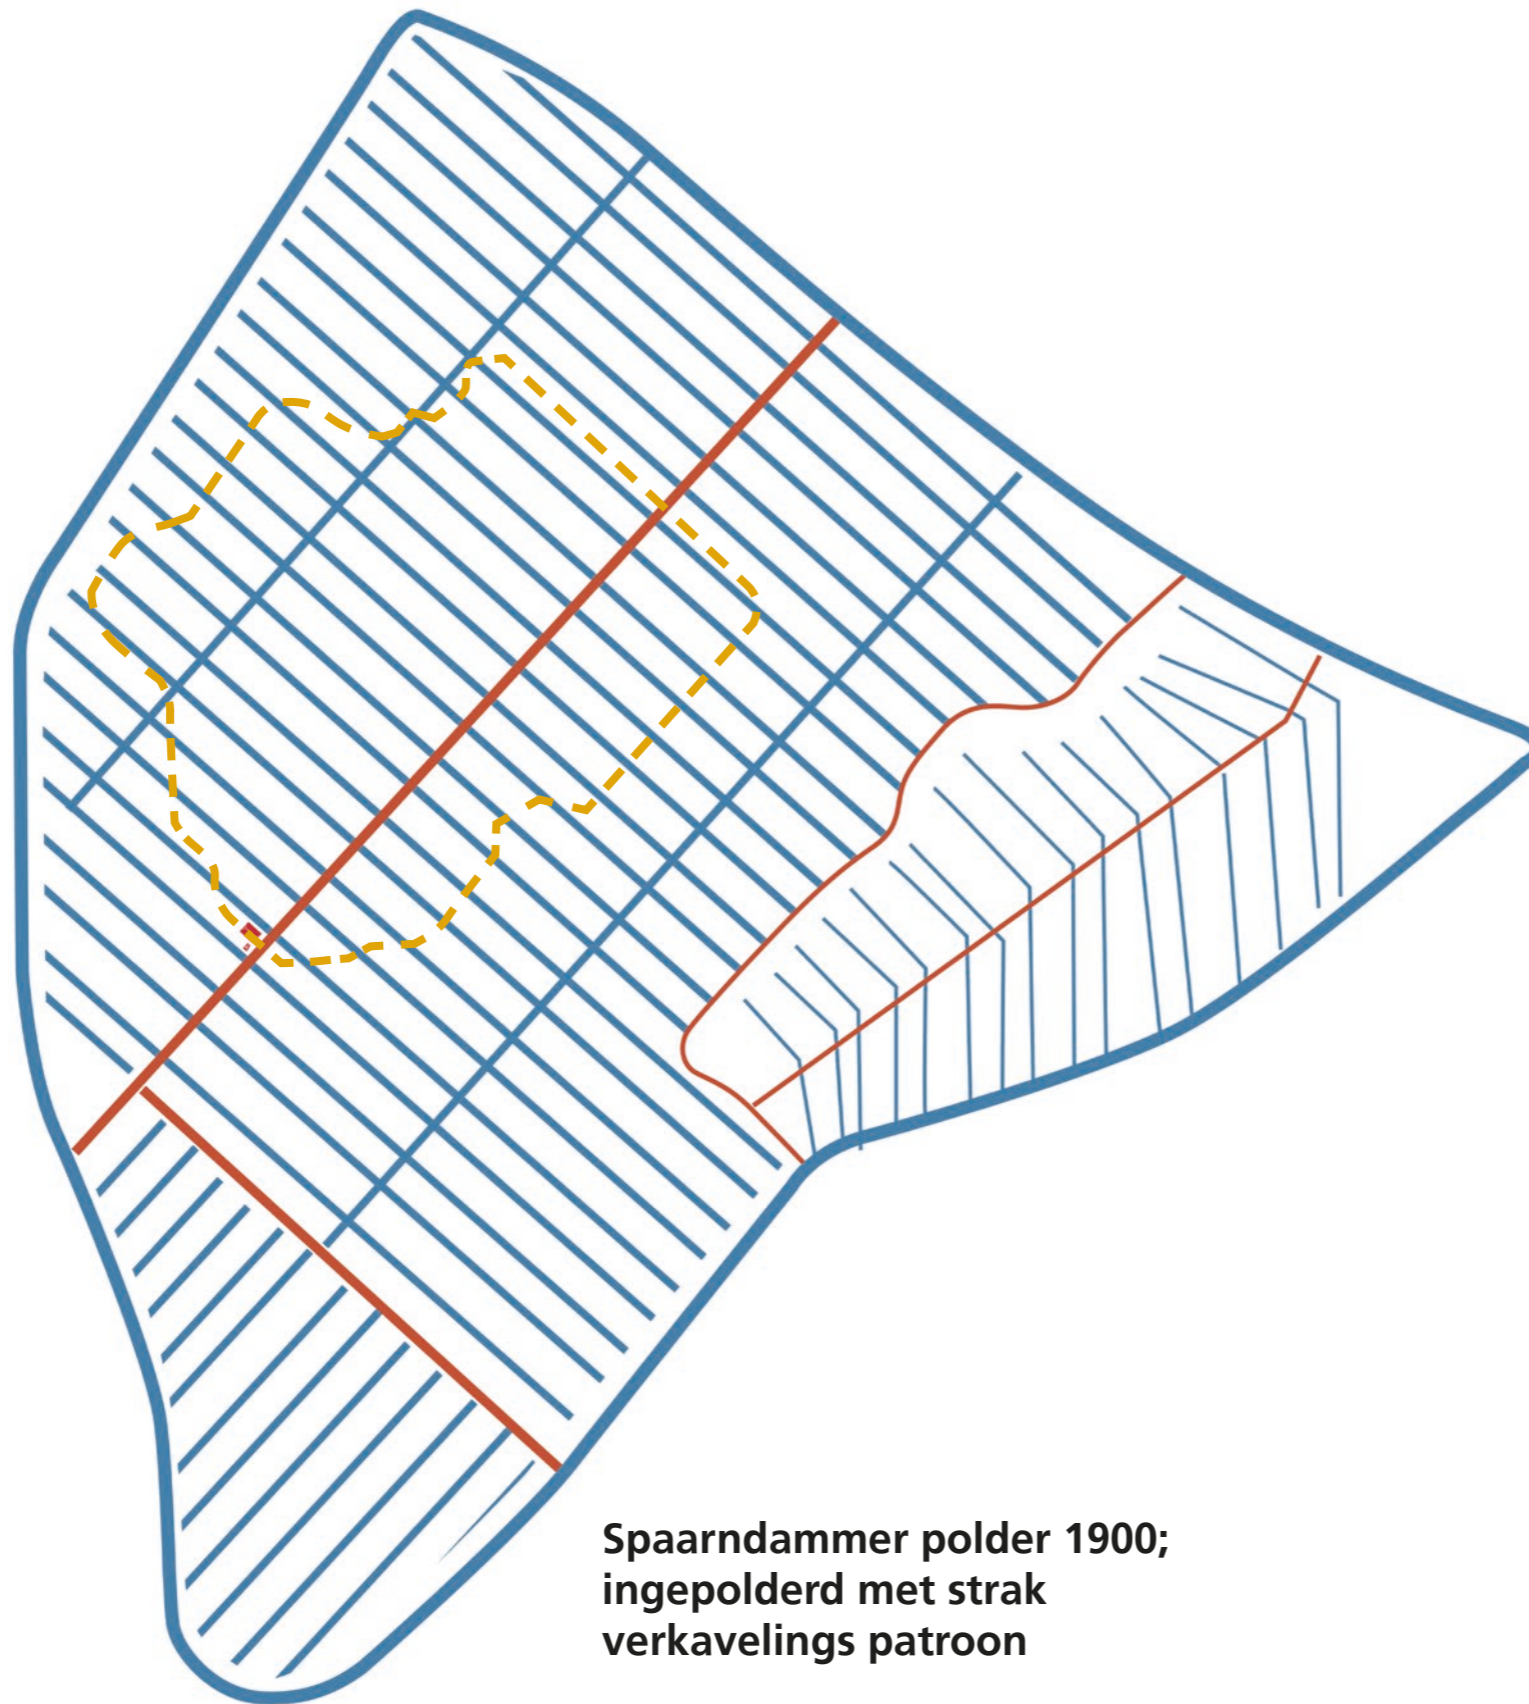 Spaarndammer polder 1900;
ingepolderd met strak
verkavelings patroon